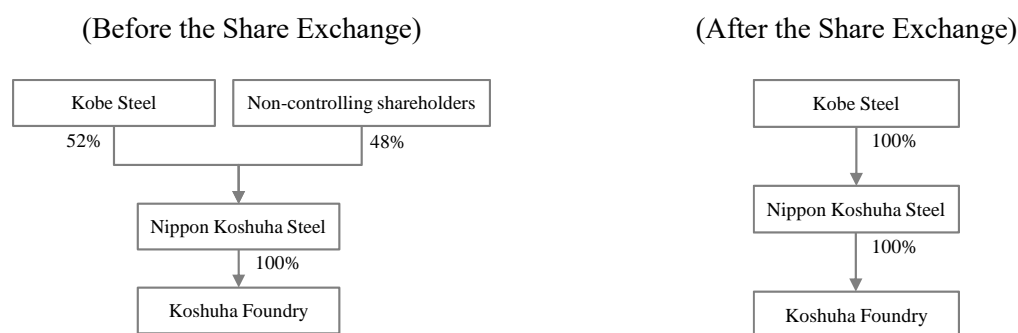 (Before the Share Exchange)
(After the Share Exchange)
Kobe Steel
Non-controlling shareholders
52%
48%
Nippon Koshuha Steel
100%
Koshuha Foundry
Kobe Steel
100%
Nippon Koshuha Steel
100%
Koshuha Foundry